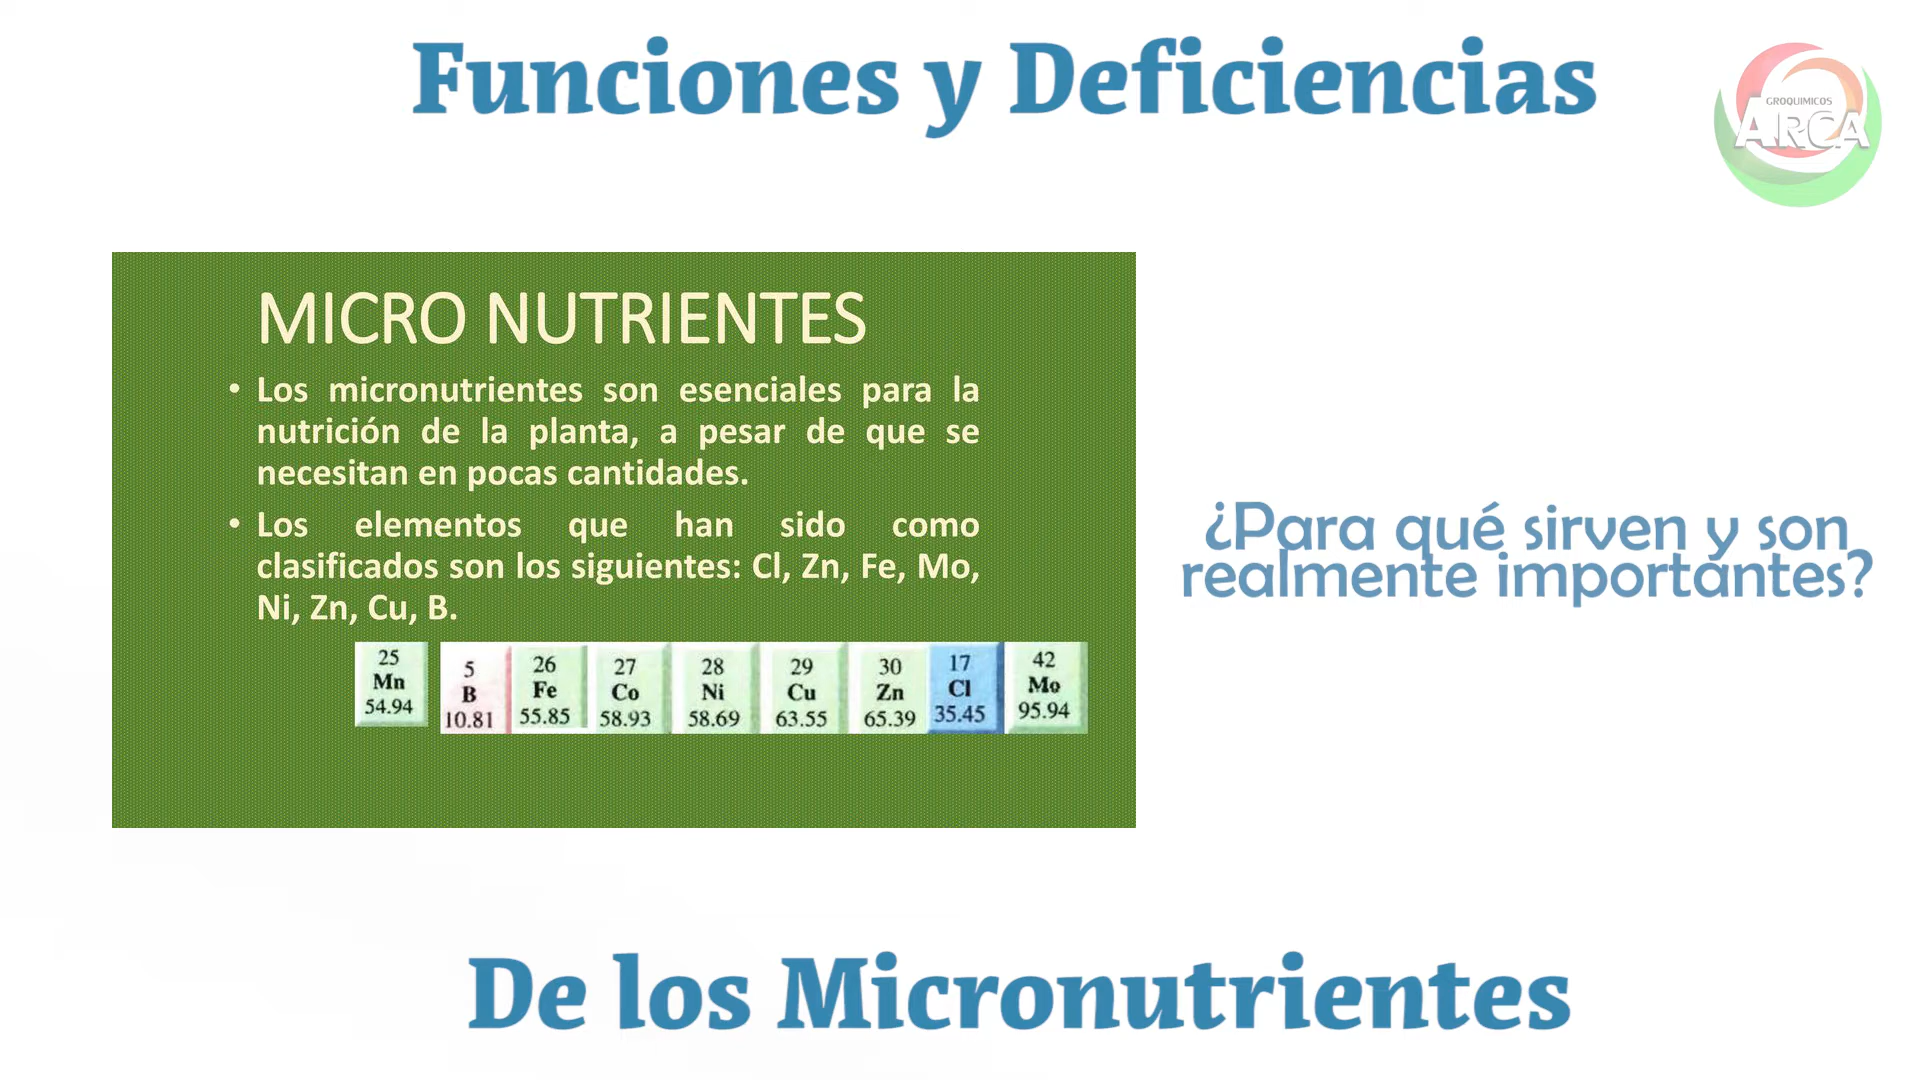 Funciones y Deficiencias
GROQUIMICOS
ARCA
MICRO NUTRIENTES
• Los micronutrientes son esenciales para la
nutrición de la planta, a pesar de que se
necesitan en pocas cantidades.
• Los elementos que han sido como
clasificados son los siguientes: Cl, Zn, Fe, Mo,
Ni, Zn, Cu, B.
25 5 26 27 28 29 30 17 42
Mn B Fe Co Ni Cu Zn Cl Mo
54.94 10.81 55.85 58.93 58.69 63.55 65.39 35.45 95.94
¿Para qué sirven y son
realmente importantes?
De los Micronutrientes